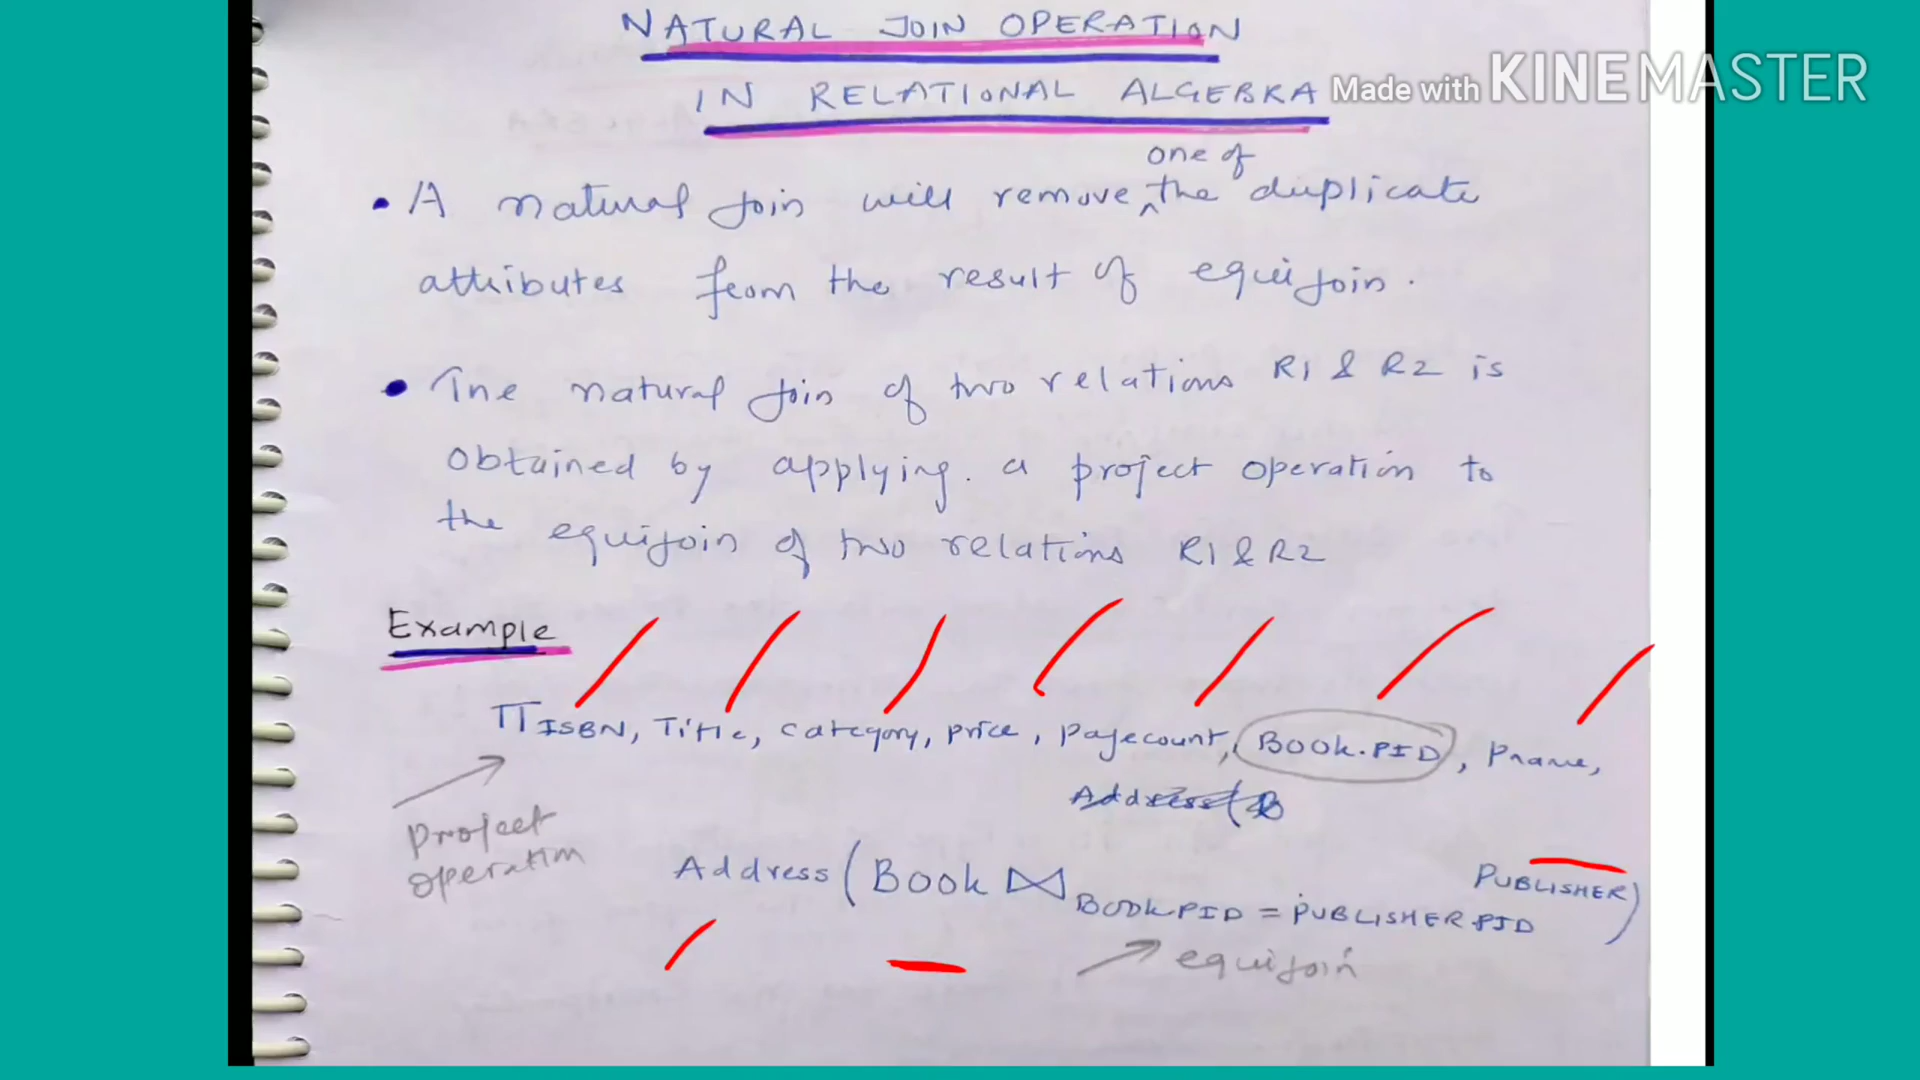 NATURAL JOIN OPERATION
IN RELATIONAL ALGEBRA
Made with KINEMASTER
one of
• A natural join will remove ^ the duplicate
attributes from the result of equijoin.
• The natural join of two relations R1 & R2 is
obtained by applying. a project operation to
the equijoin of two relations R1 & R2
Example
π ISBN, Title, category, price, pagecount, Book.PID, Pname,
Address(B
project
operation
Address (Book ⋈ BOOK.PID = PUBLISHER.PID PUBLISHER)
equijoin